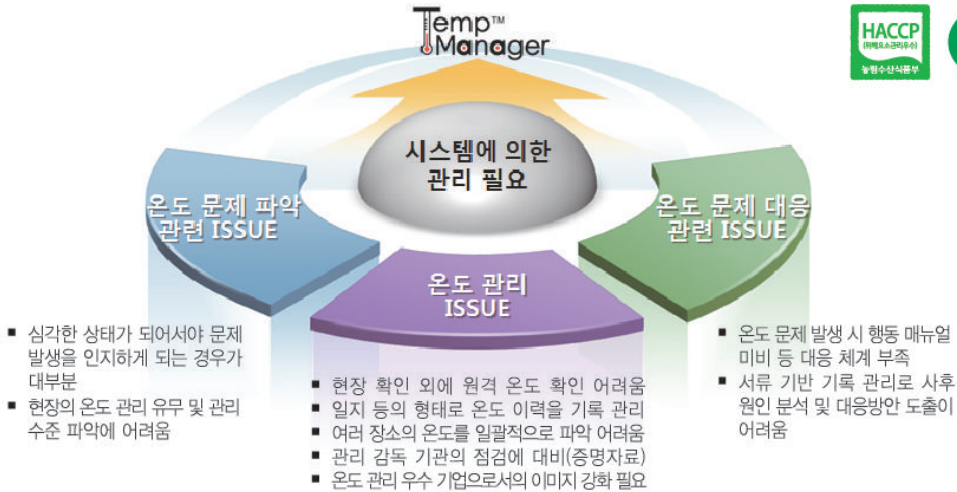 Temp™
Manager
HACCP
(위해요소관리우수)
농림수산식품부
시스템에 의한
관리 필요
온도 문제 파악
관련 ISSUE
온도 관리
ISSUE
온도 문제 대응
관련 ISSUE
▪ 심각한 상태가 되어서야 문제
발생을 인지하게 되는 경우가
대부분
▪ 현장의 온도 관리 유무 및 관리
수준 파악에 어려움
▪ 현장 확인 외에 원격 온도 확인 어려움
▪ 일지 등의 형태로 온도 이력을 기록 관리
▪ 여러 장소의 온도를 일괄적으로 파악 어려움
▪ 관리 감독 기관의 점검에 대비(증명자료)
▪ 온도 관리 우수 기업으로서의 이미지 강화 필요
▪ 온도 문제 발생 시 행동 매뉴얼
미비 등 대응 체계 부족
▪ 서류 기반 기록 관리로 사후
원인 분석 및 대응방안 도출이
어려움